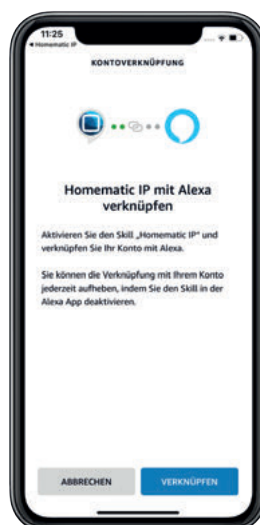 11:25
◀ Homematic IP
KONTOVERKNÜPFUNG
Homematic IP mit Alexa
verknüpfen
Aktivieren Sie den Skill „Homematic IP" und
verknüpfen Sie Ihr Konto mit Alexa.
Sie können die Verknüpfung mit Ihrem Konto
jederzeit aufheben, indem Sie den Skill in der
Alexa App deaktivieren.
ABBRECHEN
VERKNÜPFEN